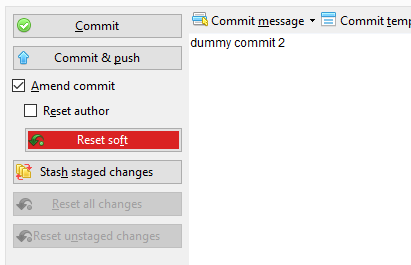 Commit
Commit message
Commit temp
Commit & push
dummy commit 2
Amend commit
Reset author
Reset soft
Stash staged changes
Reset all changes
Reset unstaged changes